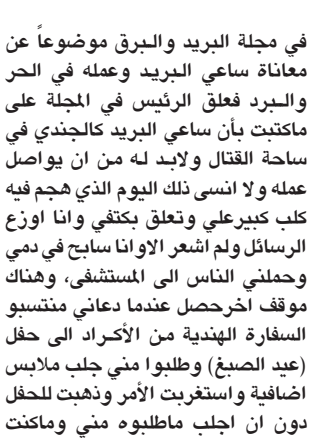 في مجلة البريد والبرق موضوعاً عن
معاناة ساعي البريد وعمله في الحر
والبرد فعلق الرئيس في المجلة على
ماكتبت بأن ساعي البريد كالجندي في
ساحة القتال ولابد له من ان يواصل
عمله ولا انسى ذلك اليوم الذي هجم فيه
كلب كبيرعلي وتعلق بكتفي وانا اوزع
الرسائل ولم اشعر الاوانا سابح في دمي
وحملني الناس الى المستشفى، وهناك
موقف اخرحصل عندما دعاني منتسبو
السفارة الهندية من الأكراد الى حفل
(عيد الصبغ) وطلبوا مني جلب ملابس
اضافية واستغربت الأمر وذهبت للحفل
دون ان اجلب ماطلبوه مني وماكنت